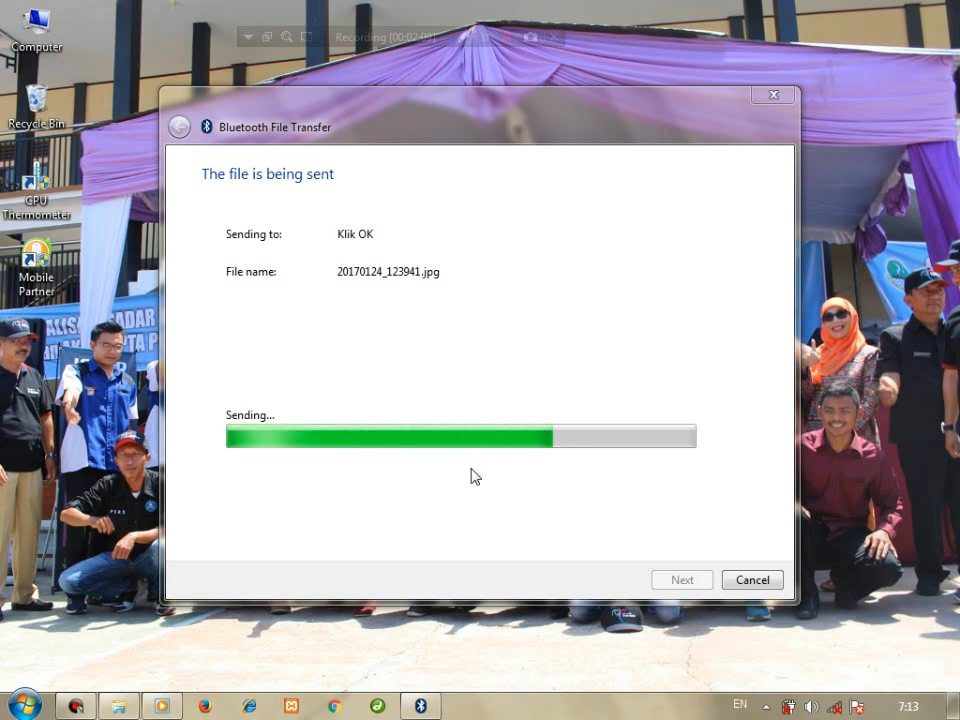 Computer
Recording [00:02:09]
Recycle Bin
Bluetooth File Transfer
CPU
Thermometer
The file is being sent
Sending to: Klik OK
File name: 20170124_123941.jpg
Mobile
Partner
Sending...
Next
Cancel
EN
7:13